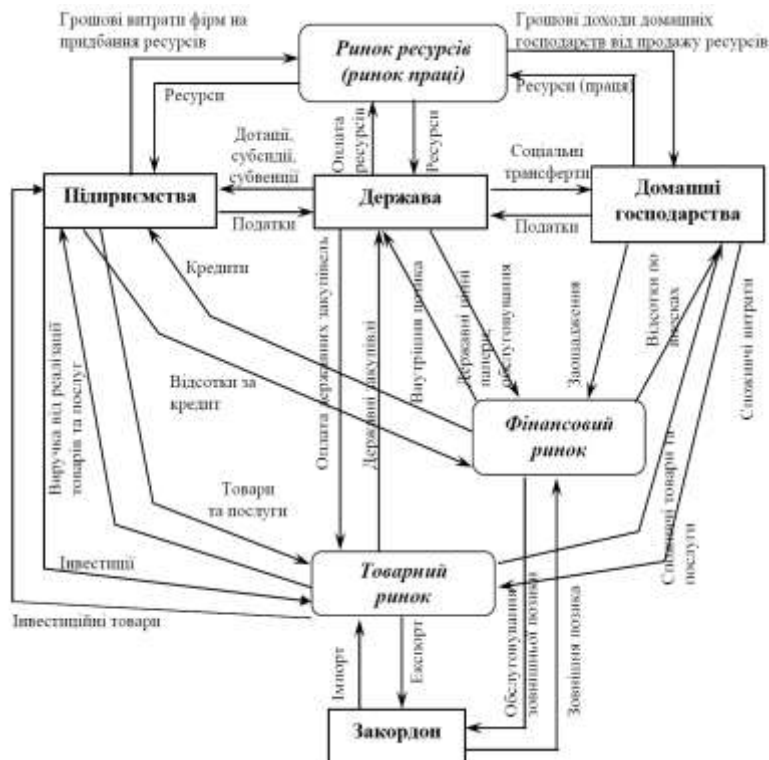 Грошові витрати фірм на
придбання ресурсів
Грошові доходи домашніх
господарств від продажу ресурсів
Ринок ресурсів
(ринок праці)
Ресурси
Ресурси (праця)
Оплата
ресурсів
Ресурси
Дотації,
субсидії,
субвенції
Соціальні
трансферти
Підприємства
Держава
Домашні
господарства
Податки
Податки
Кредити
Виручка від реалізації
товарів та послуг
Відсотки за
кредит
Оплата державних закупівель
Державні закупівлі
Внутрішня позика
Державні цінні
папери,
обслуговування
Заощадження
Відсотки по
внесках
Споживчі витрати
Фінансовий
ринок
Товари
та послуги
Споживчі товари та
послуги
Інвестиції
Товарний
ринок
Інвестиційні товари
Імпорт
Експорт
Обслуговування
зовнішньої позики
Зовнішня позика
Закордон